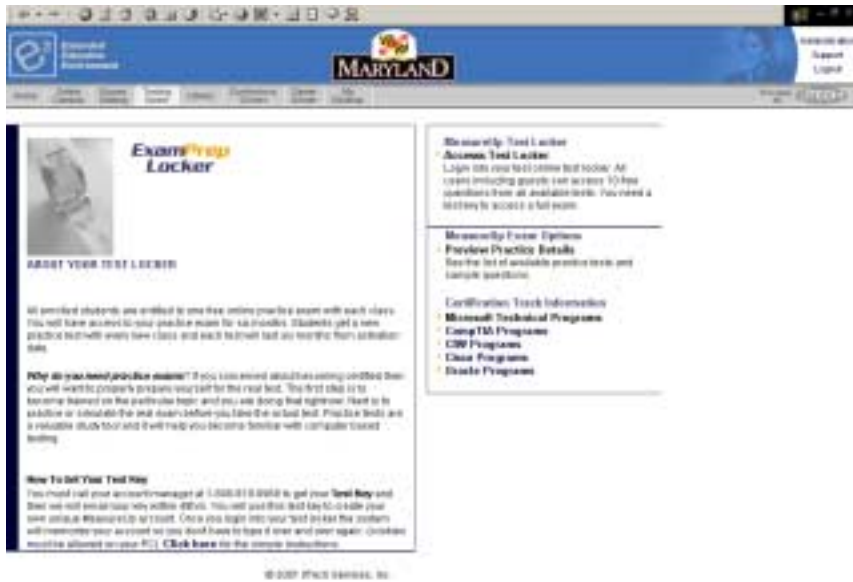 Extended
Education
Environment
MARYLAND
Support
Logout
Home
Library
ExamPrep
Locker
ABOUT YOUR TEST LOCKER
All enrolled students are entitled to one free online practice exam with each class.
You will have access to your practice exam for six months. Students get a new
practice test with every new class and each test will last six months from activation
date.
Why do you need practice exams? If you concerned about becoming certified then
you will want to properly prepare yourself for the real test. The first step is to
become trained on the particular topic and you are doing that right now. Next is to
practice or simulate the real exam before you take the actual test. Practice tests are
a valuable study tool and it will help you become familiar with computer based
testing.
How To Get Your Test Key
You must call your account manager at to get your Test Key and
then we will email your key within 48hrs. You will use this test key to create your
own unique MeasureUp account. Once you login into your test locker the system
will memorize your account so you don't have to type it over and over again. (cookies
must be allowed on your PC). Click here for the simple instructions.
MeasureUp Test Locker
Access Test Locker
Login into your test online test locker. All
users including guests can access 10 free
questions from all available tests. You need a
test key to access a full exam.
MeasureUp Exam Options
Preview Practice Details
See the list of available practice tests and
sample questions.
Certification Track Information
Microsoft Technical Programs
CompTIA Programs
CIW Programs
Cisco Programs
Oracle Programs
© 2001 Services, Inc.